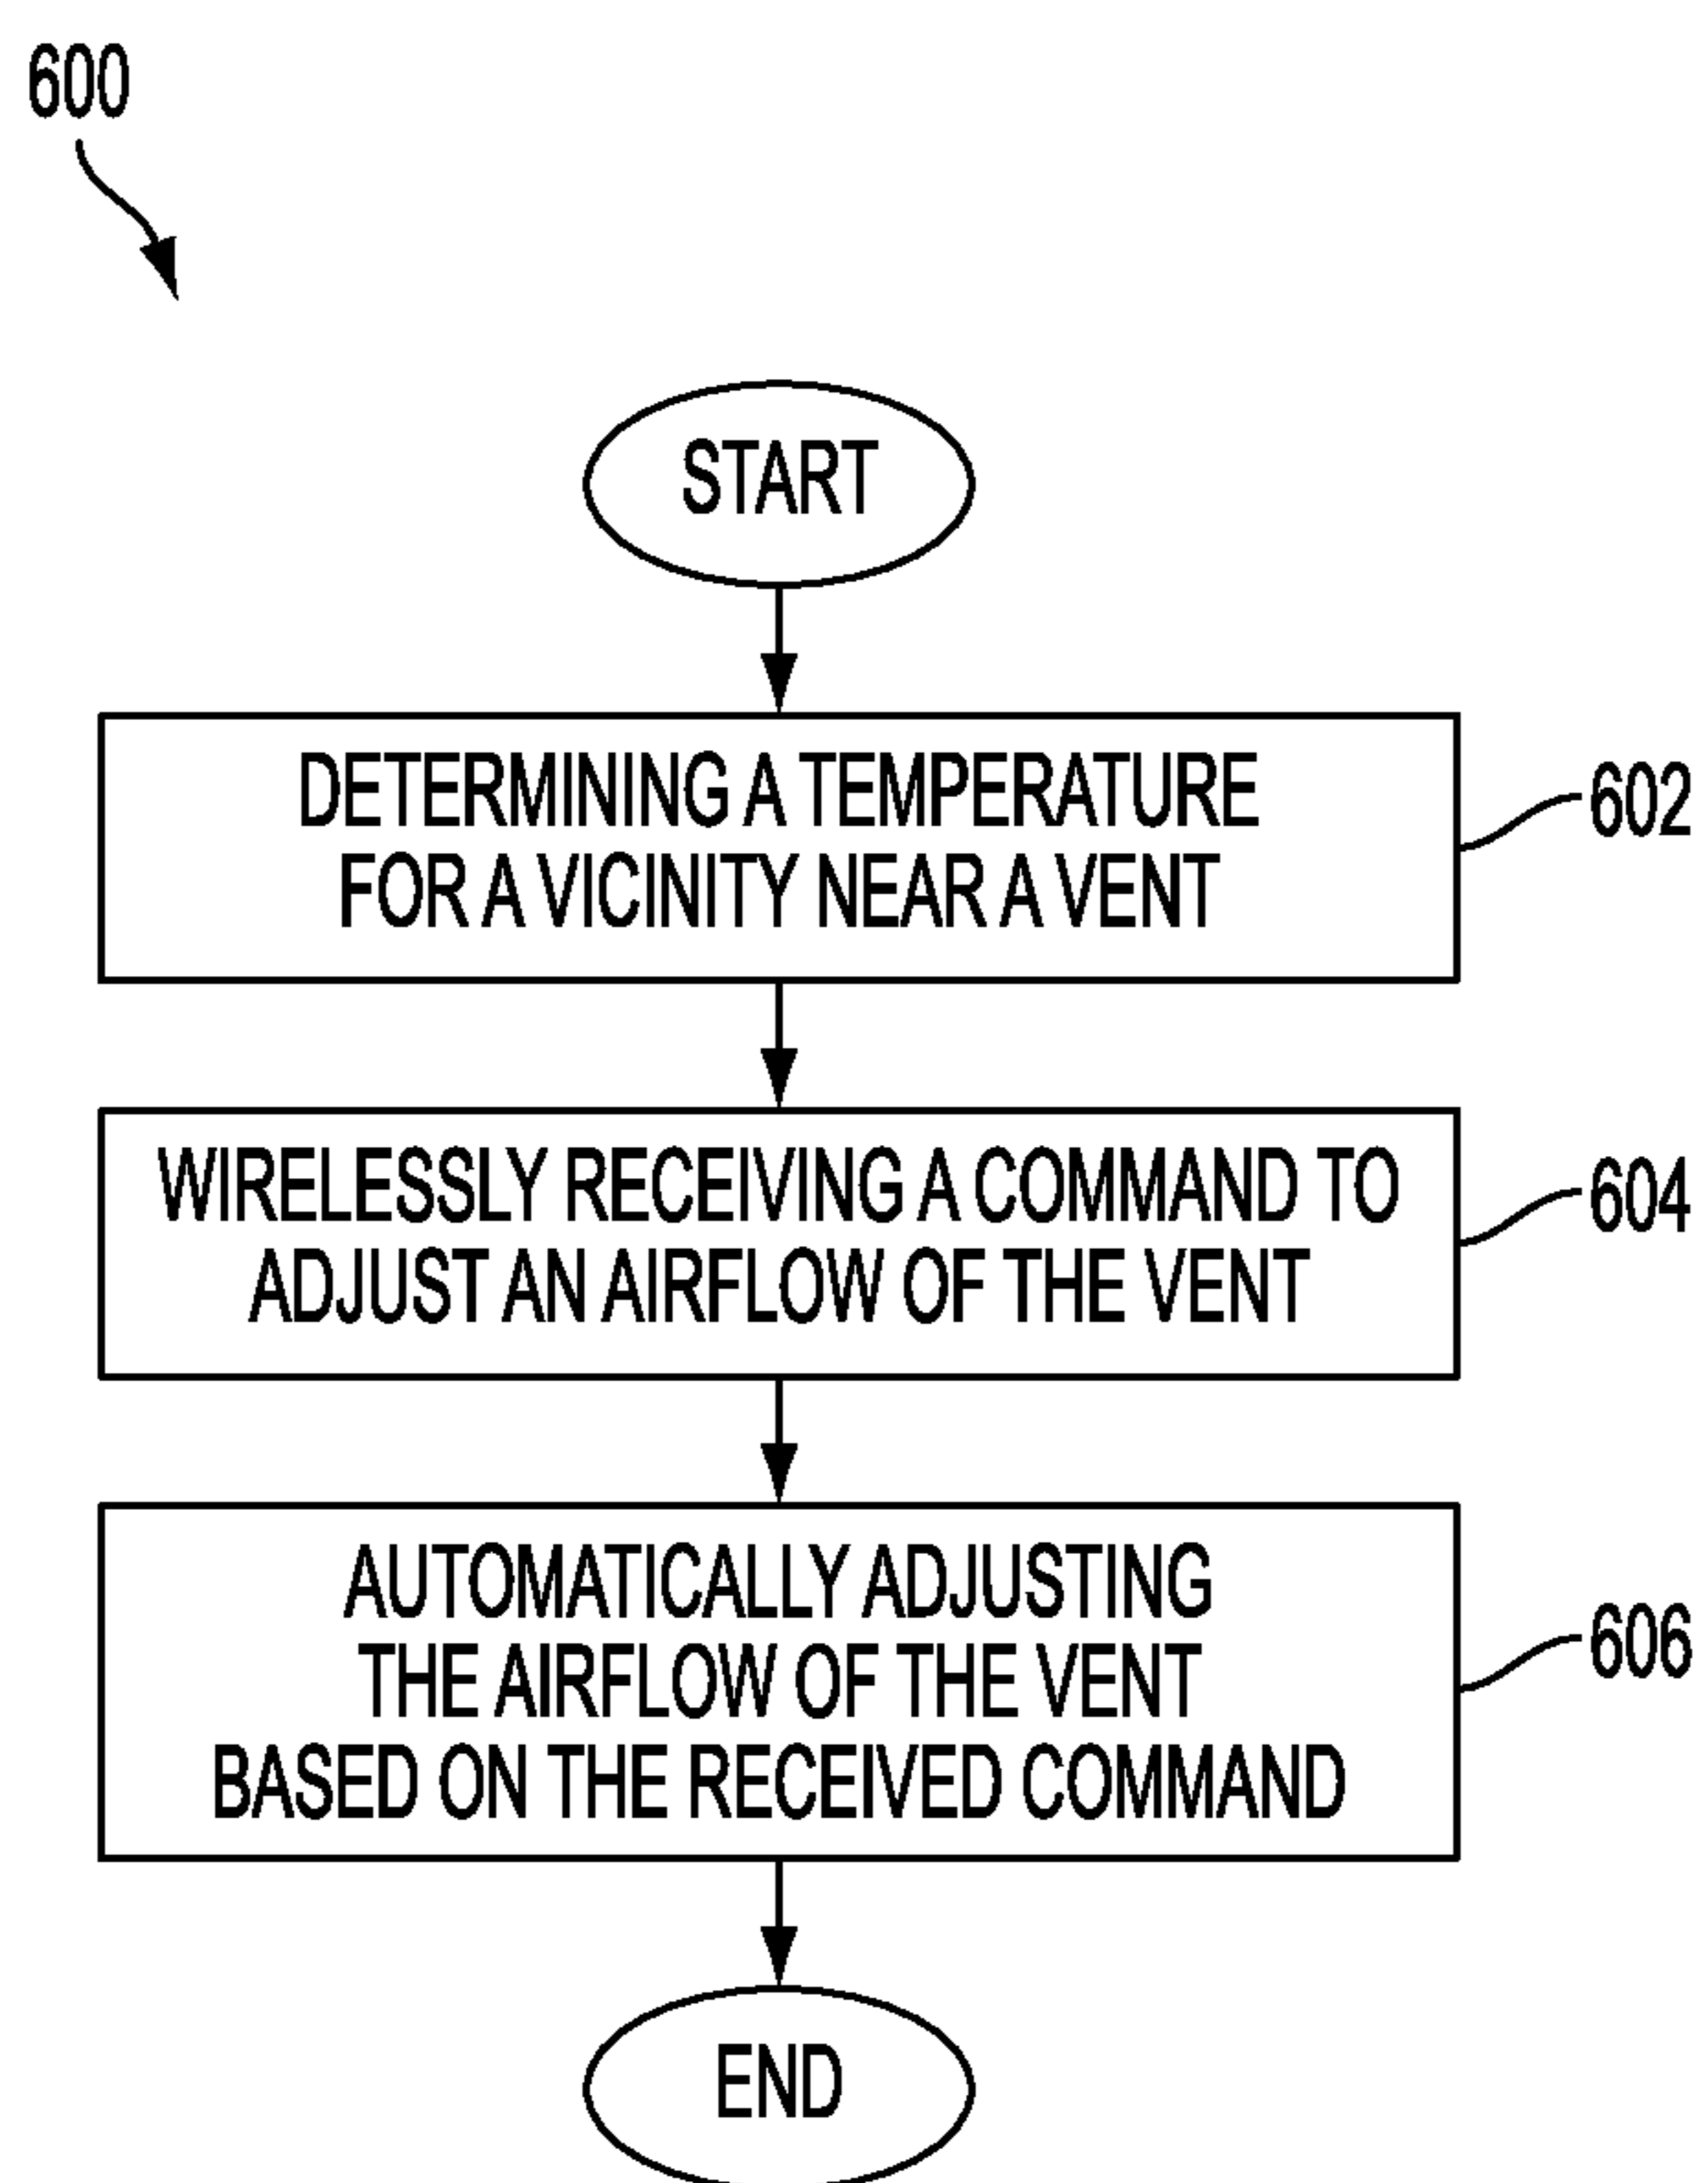 600
START
DETERMINING A TEMPERATURE
FOR A VICINITY NEAR A VENT
602
WIRELESSLY RECEIVING A COMMAND TO
ADJUST AN AIRFLOW OF THE VENT
604
AUTOMATICALLY ADJUSTING
THE AIRFLOW OF THE VENT
BASED ON THE RECEIVED COMMAND
606
END